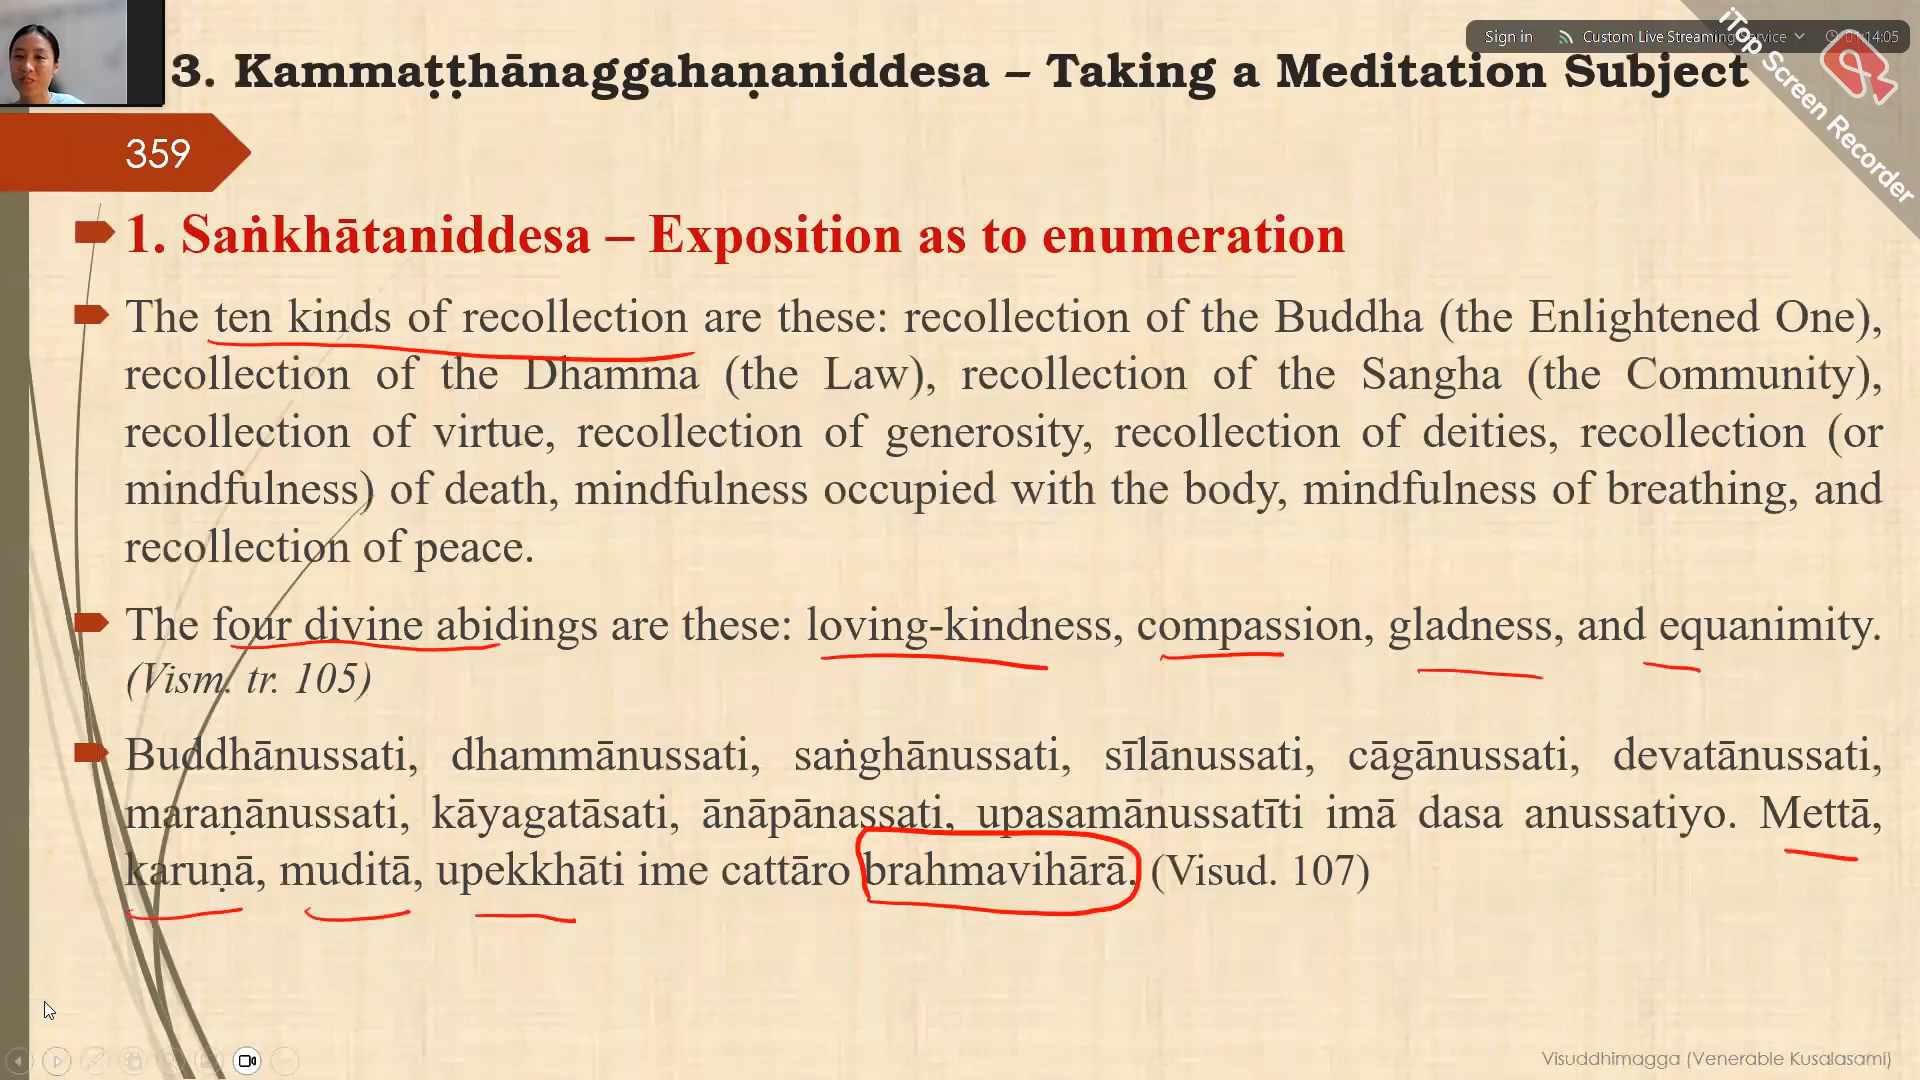 Sign in Custom Live Streaming Service 01:14:05
iTop Screen Recorder
3. Kammaṭṭhānaggahaṇaniddesa – Taking a Meditation Subject
359
1. Saṅkhātaniddesa – Exposition as to enumeration
The ten kinds of recollection are these: recollection of the Buddha (the Enlightened One),
recollection of the Dhamma (the Law), recollection of the Sangha (the Community),
recollection of virtue, recollection of generosity, recollection of deities, recollection (or
mindfulness) of death, mindfulness occupied with the body, mindfulness of breathing, and
recollection of peace.
The four divine abidings are these: loving-kindness, compassion, gladness, and equanimity.
(Vism. tr. 105)
Buddhānussati, dhammānussati, saṅghānussati, sīlānussati, cāgānussati, devatānussati,
maraṇānussati, kāyagatāsati, ānāpānassati, upasamānussatīti imā dasa anussatiyo. Mettā,
karuṇā, muditā, upekkhāti ime cattāro brahmavihārā. (Visud. 107)
Visuddhimagga (Venerable Kusalasami)